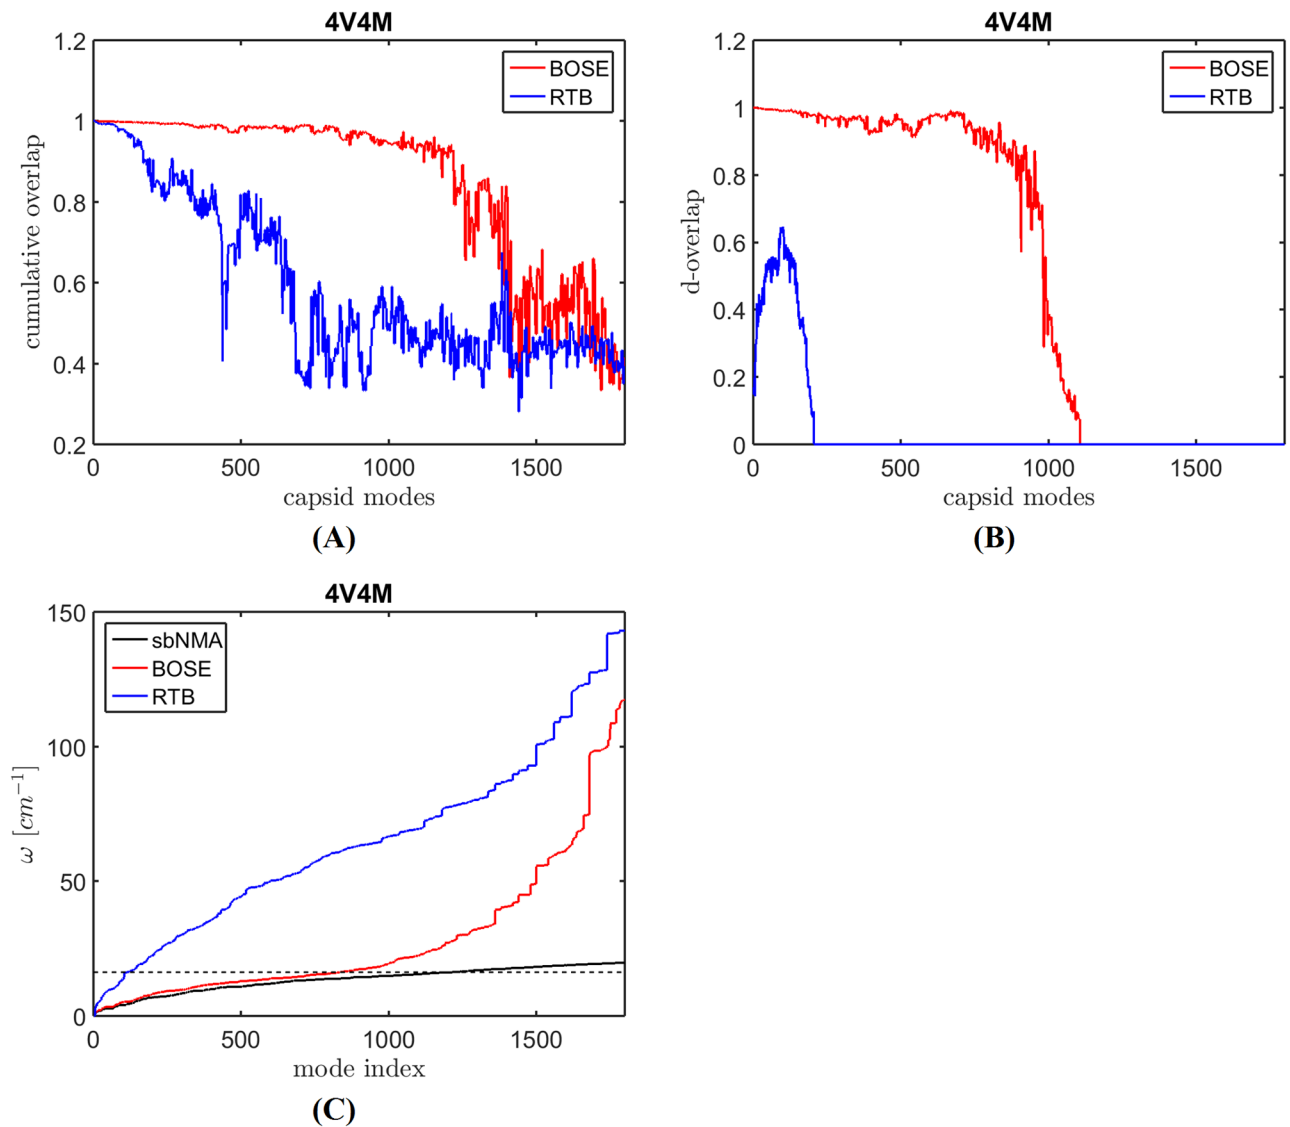 4V4M
1.2
1
0.8
0.6
0.4
0.2
cumulative overlap
BOSE
RTB
0
500
1000
1500
capsid modes
(A)
4V4M
1.2
1
0.8
0.6
0.4
0.2
0
d-overlap
BOSE
RTB
0
500
1000
1500
capsid modes
(B)
4V4M
150
100
50
0
ω [cm⁻¹]
sbNMA
BOSE
RTB
0
500
1000
1500
mode index
(C)